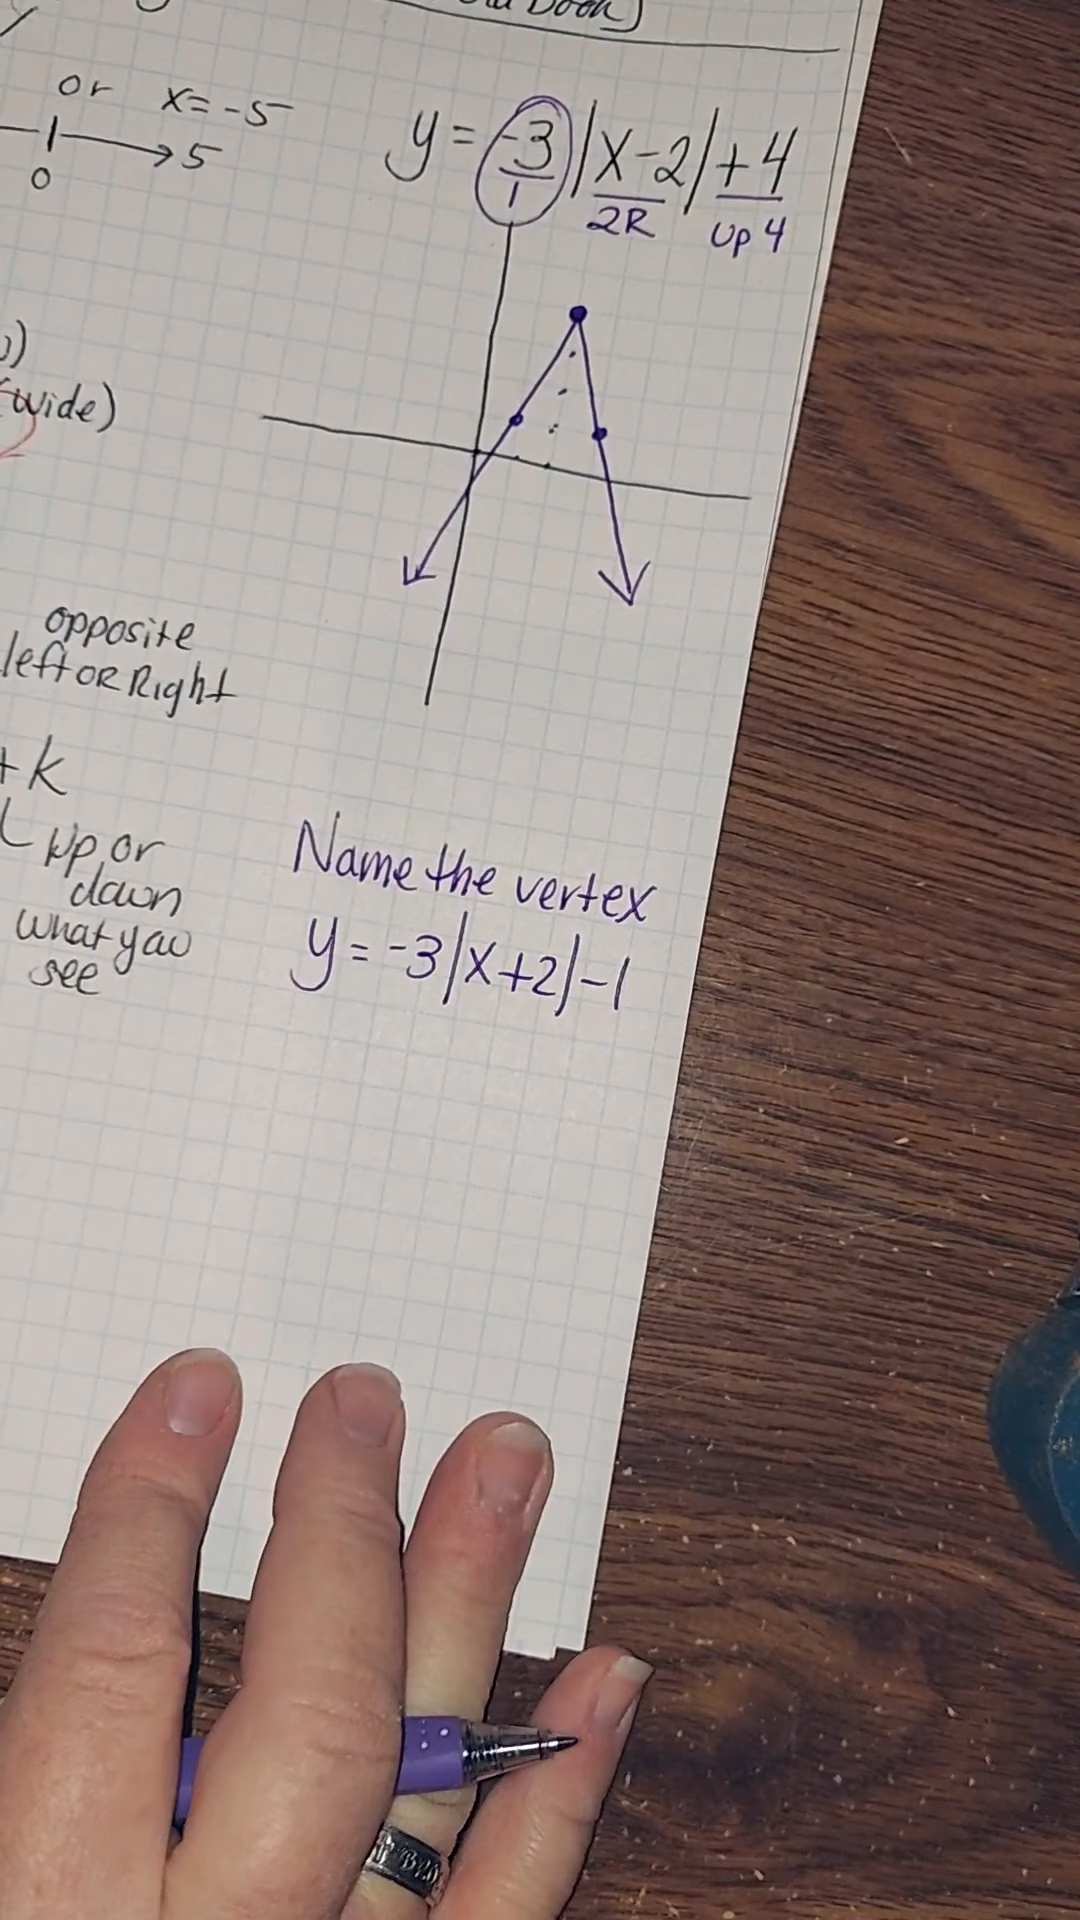 or x=-5
5
0
y=-3/1|x-2|+4
2R up 4
(wide)
opposite
left OR Right
+k
up or
down
what you
see
Name the vertex
y=-3|x+2|-1